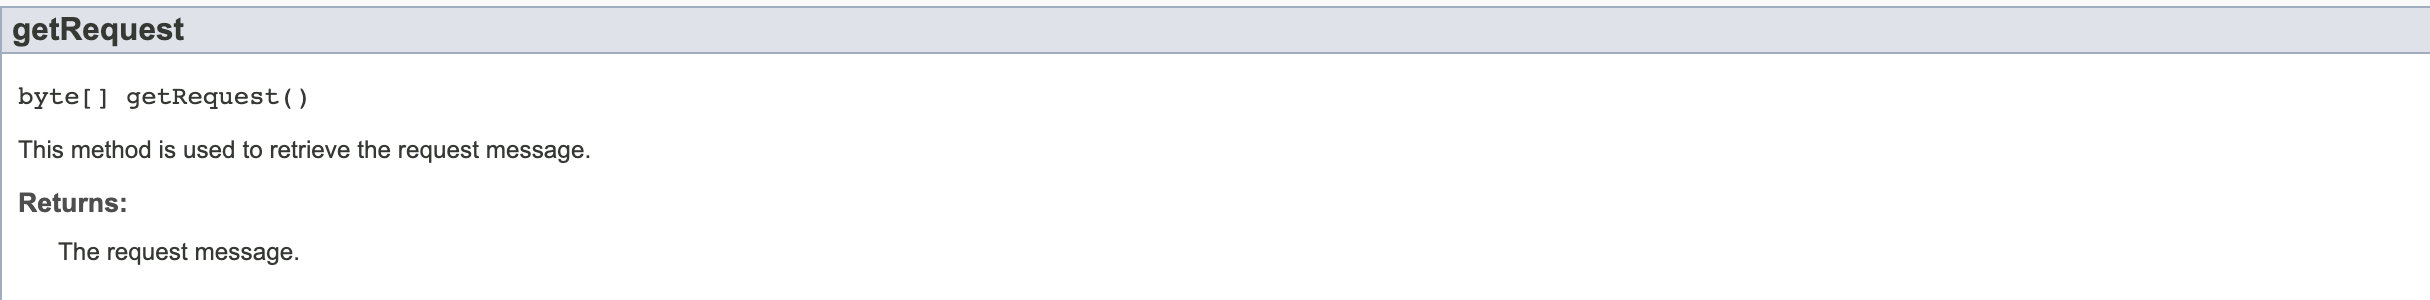 getRequest
byte[] getRequest()
This method is used to retrieve the request message.
Returns:
The request message.